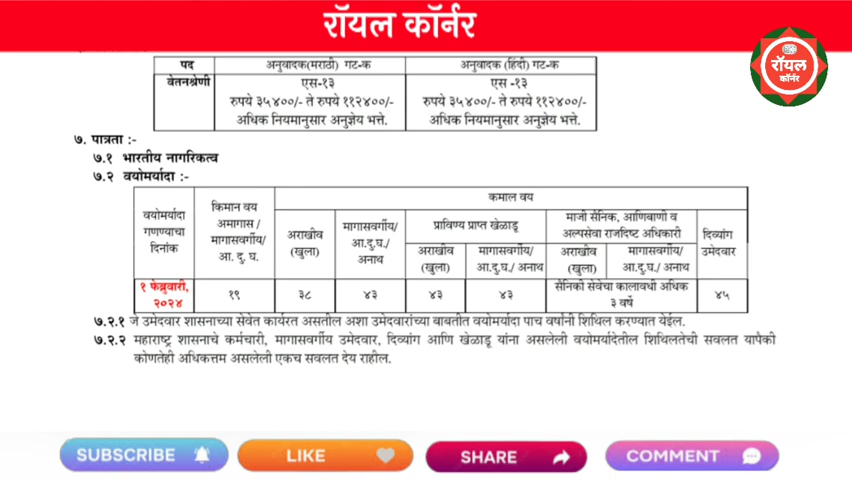 रॉयल कॉर्नर
रॉयल
कॉर्नर
पद अनुवादक(मराठी) गट-क अनुवादक (हिंदी) गट-क
वेतनश्रेणी एस-१३ एस -१३
रुपये ३५४००/- ते रुपये ११२४००/- रुपये ३५४००/- ते रुपये ११२४००/-
अधिक नियमानुसार अनुज्ञेय भत्ते. अधिक नियमानुसार अनुज्ञेय भत्ते.
७. पात्रता :-
७.१ भारतीय नागरिकत्व
७.२ वयोमर्यादा :-
वयोमर्यादा गणण्याचा दिनांक
किमान वय अमागास / मागासवर्गीय/ आ. दु. घ.
कमाल वय
अराखीव (खुला)
मागासवर्गीय/ आ.दु.घ./ अनाथ
प्राविण्य प्राप्त खेळाडू
माजी सैनिक, आणिबाणी व अल्पसेवा राजदिष्ट अधिकारी
दिव्यांग उमेदवार
अराखीव (खुला)
मागासवर्गीय/ आ.दु.घ./ अनाथ
अराखीव (खुला)
मागासवर्गीय/ आ.दु.घ./ अनाथ
१ फेब्रुवारी, २०२४ १९ ३८ ४३ ४३ ४३ सैनिकी सेवेचा कालावधी अधिक ३ वर्षे ४५
७.२.१ जे उमेदवार शासनाच्या सेवेत कार्यरत असतील अशा उमेदवारांच्या बाबतीत वयोमर्यादा पाच वर्षांनी शिथिल करण्यात येईल.
७.२.२ महाराष्ट्र शासनाचे कर्मचारी, मागासवर्गीय उमेदवार, दिव्यांग आणि खेळाडू यांना असलेली वयोमर्यादेतील शिथिलतेची सवलत यापैकी
कोणतेही अधिकत्तम असलेली एकच सवलत देय राहील.
SUBSCRIBE LIKE SHARE COMMENT